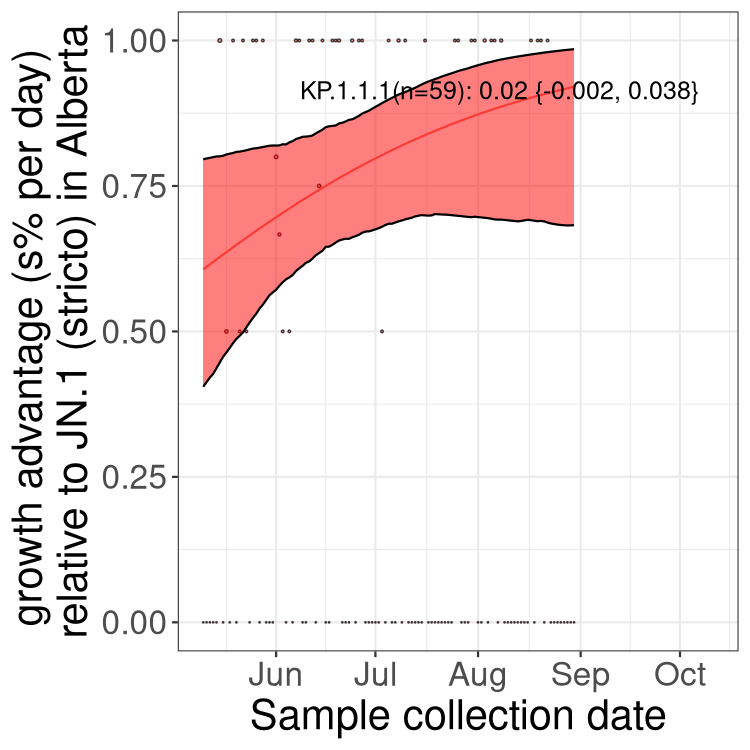 growth advantage (s% per day)
relative to JN.1 (stricto) in Alberta
1.00
0.75
0.50
0.25
0.00
KP.1.1.1(n=59): 0.02 {-0.002, 0.038}
Jun Jul Aug Sep Oct
Sample collection date